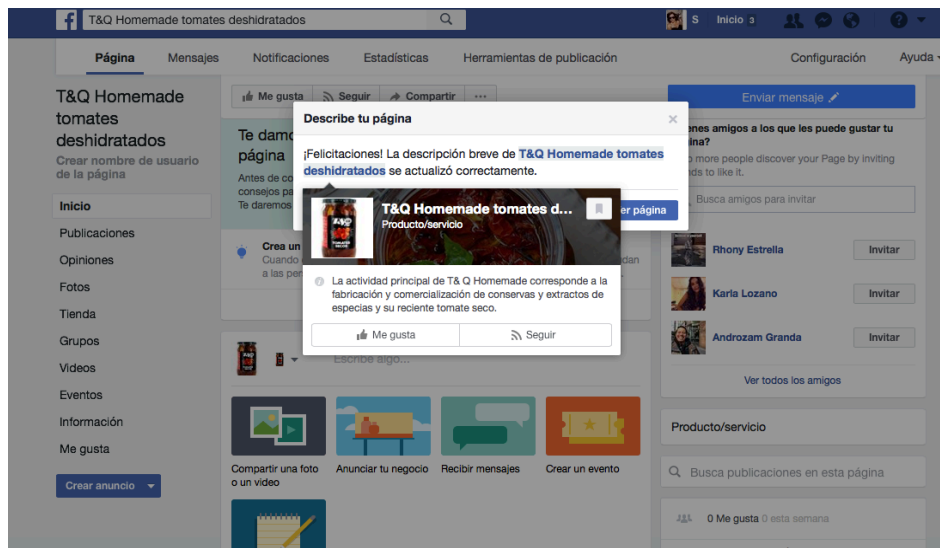 T&Q Homemade tomates deshidratados
S Inicio 3
Página Mensajes Notificaciones Estadísticas Herramientas de publicación Configuración Ayuda
T&Q Homemade
tomates
deshidratados
Crear nombre de usuario
de la página
Inicio
Publicaciones
Opiniones
Fotos
Tienda
Grupos
Videos
Eventos
Información
Me gusta
Crear anuncio
Me gusta Seguir Compartir ...
Te damo
página
Antes de co
consejos pa
Te daremos
Crea un
Cuando
a las per
dan
Describe tu página
¡Felicitaciones! La descripción breve de T&Q Homemade tomates
deshidratados se actualizó correctamente.
er página
T&Q Homemade tomates d...
Producto/servicio
T&Q
TOMATES
SECOS
La actividad principal de T& Q Homemade corresponde a la
fabricación y comercialización de conservas y extractos de
especias y su reciente tomate seco.
Me gusta Seguir
Escribe algo...
Compartir una foto
o un video
Anunciar tu negocio
Recibir mensajes
Crear un evento
Enviar mensaje
enes amigos a los que les puede gustar tu
ina?
more people discover your Page by inviting
nds to like it.
Busca amigos para invitar
Rhony Estrella Invitar
Karla Lozano Invitar
Androzam Granda Invitar
Ver todos los amigos
Producto/servicio
Busca publicaciones en esta página
0 Me gusta 0 esta semana